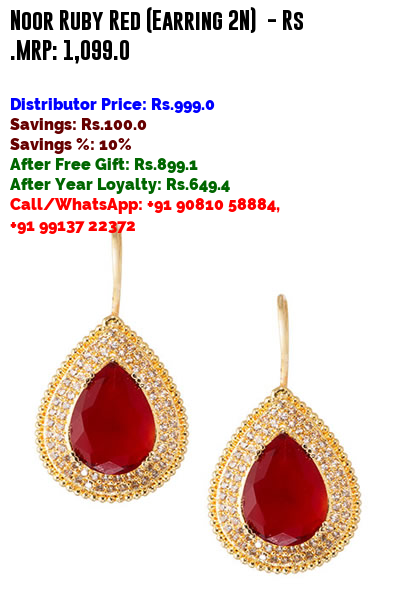 Noor Ruby Red (Earring 2N) - Rs
.MRP: 1,099.0
Distributor Price: Rs.999.0
Savings: Rs.100.0
Savings %: 10%
After Free Gift: Rs.899.1
After Year Loyalty: Rs.649.4
Call/WhatsApp: +91 90810 58884,
+91 99137 22372